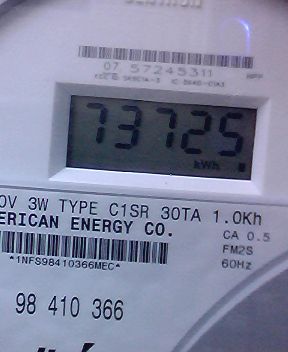 07 57245311
73725
kWh
0V 3W TYPE C1SR 30TA 1.0Kh
ERICAN ENERGY CO.
CA 0.5
FM2S
60Hz
*1NFS98410366MEC*
98 410 366